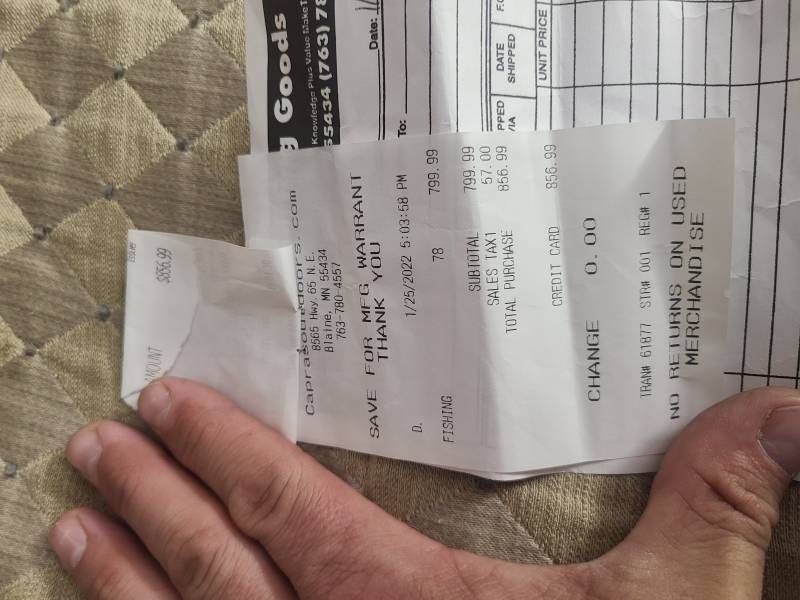 g Goods
Knowledge Plus Value Make
55434 (763) 78
Date:
To:
DATE
SHIPPED
UNIT PRICE
$856.99
AMOUNT
Caprasoutdoors.com
8565 Hwy 65 N.E.
Blaine, MN 55434
763-780-4557
SAVE FOR MFG WARRANT
THANK YOU
1/25/2022 5:03:58 PM
D.
FISHING 78 799.99
SUBTOTAL 799.99
SALES TAX1 57.00
TOTAL PURCHASE 856.99
CREDIT CARD 856.99
CHANGE 0.00
TRAN# 61877 STR# 001 REG# 1
NO RETURNS ON USED
MERCHANDISE